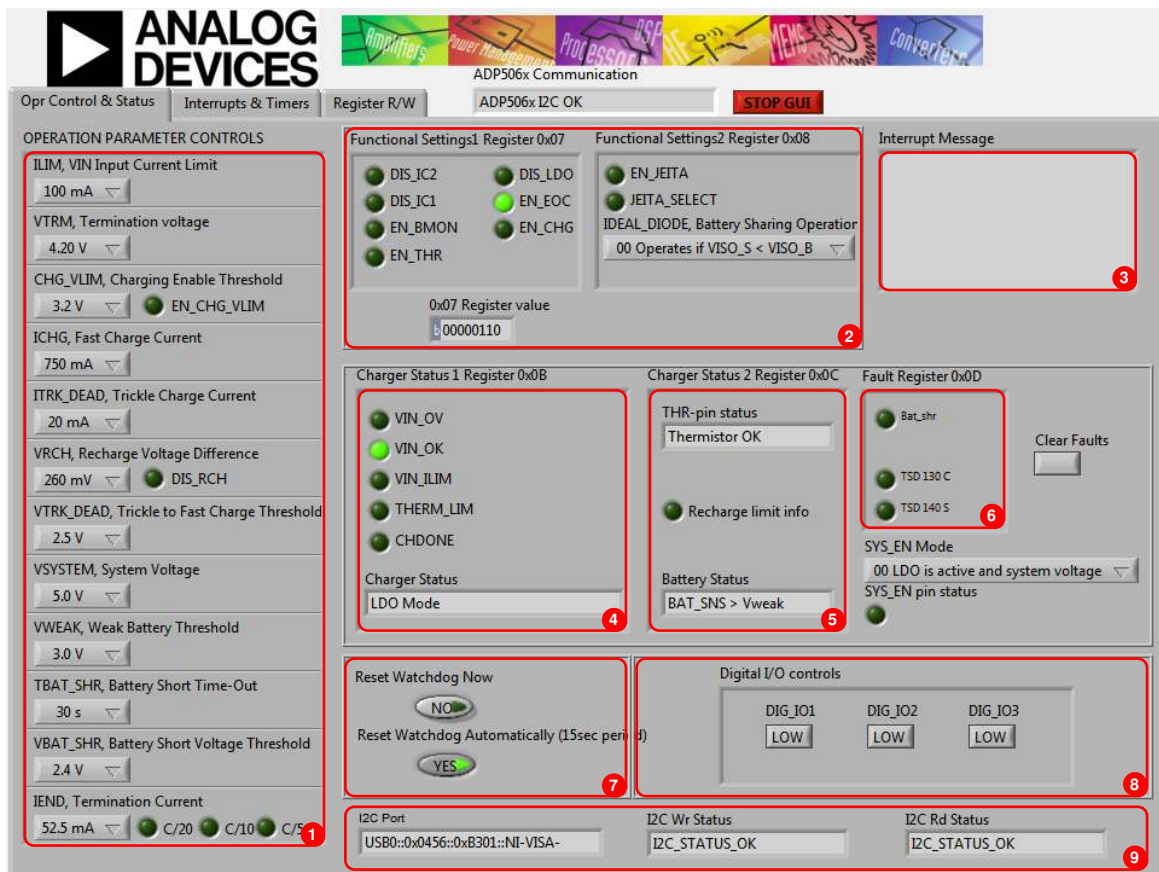 ANALOG
DEVICES
Amplifiers
Power Management
Processors
DSP
RF
MEMS
Converters
ADP506x Communication
ADP506x I2C OK
STOP GUI
Opr Control & Status
Interrupts & Timers
Register R/W
OPERATION PARAMETER CONTROLS
ILIM, VIN Input Current Limit
100 mA
VTRM, Termination voltage
4.20 V
CHG_VLIM, Charging Enable Threshold
3.2 V
EN_CHG_VLIM
ICHG, Fast Charge Current
750 mA
ITRK_DEAD, Trickle Charge Current
20 mA
VRCH, Recharge Voltage Difference
260 mV
DIS_RCH
VTRK_DEAD, Trickle to Fast Charge Threshold
2.5 V
VSYSTEM, System Voltage
5.0 V
VWEAK, Weak Battery Threshold
3.0 V
TBAT_SHR, Battery Short Time-Out
30 s
VBAT_SHR, Battery Short Voltage Threshold
2.4 V
IEND, Termination Current
52.5 mA
C/20
C/10
C/5
1
Functional Settings1 Register 0x07
DIS_IC2
DIS_LDO
DIS_IC1
EN_EOC
EN_BMON
EN_CHG
EN_THR
0x07 Register value
b 00000110
Functional Settings2 Register 0x08
EN_JEITA
JEITA_SELECT
IDEAL_DIODE, Battery Sharing Operation
00 Operates if VISO_S < VISO_B
2
Interrupt Message
3
Charger Status 1 Register 0x0B
VIN_OV
VIN_OK
VIN_ILIM
THERM_LIM
CHDONE
Charger Status
LDO Mode
4
Charger Status 2 Register 0x0C
THR-pin status
Thermistor OK
Recharge limit info
Battery Status
BAT_SNS > Vweak
5
Fault Register 0x0D
Bat_shr
TSD 130 C
TSD 140 S
6
Clear Faults
SYS_EN Mode
00 LDO is active and system voltage
SYS_EN pin status
Reset Watchdog Now
NO
Reset Watchdog Automatically (15sec period)
YES
7
Digital I/O controls
DIG_IO1
DIG_IO2
DIG_IO3
LOW
LOW
LOW
8
I2C Port
USB0::0x0456::0xB301::NI-VISA-
I2C Wr Status
I2C_STATUS_OK
I2C Rd Status
I2C_STATUS_OK
9